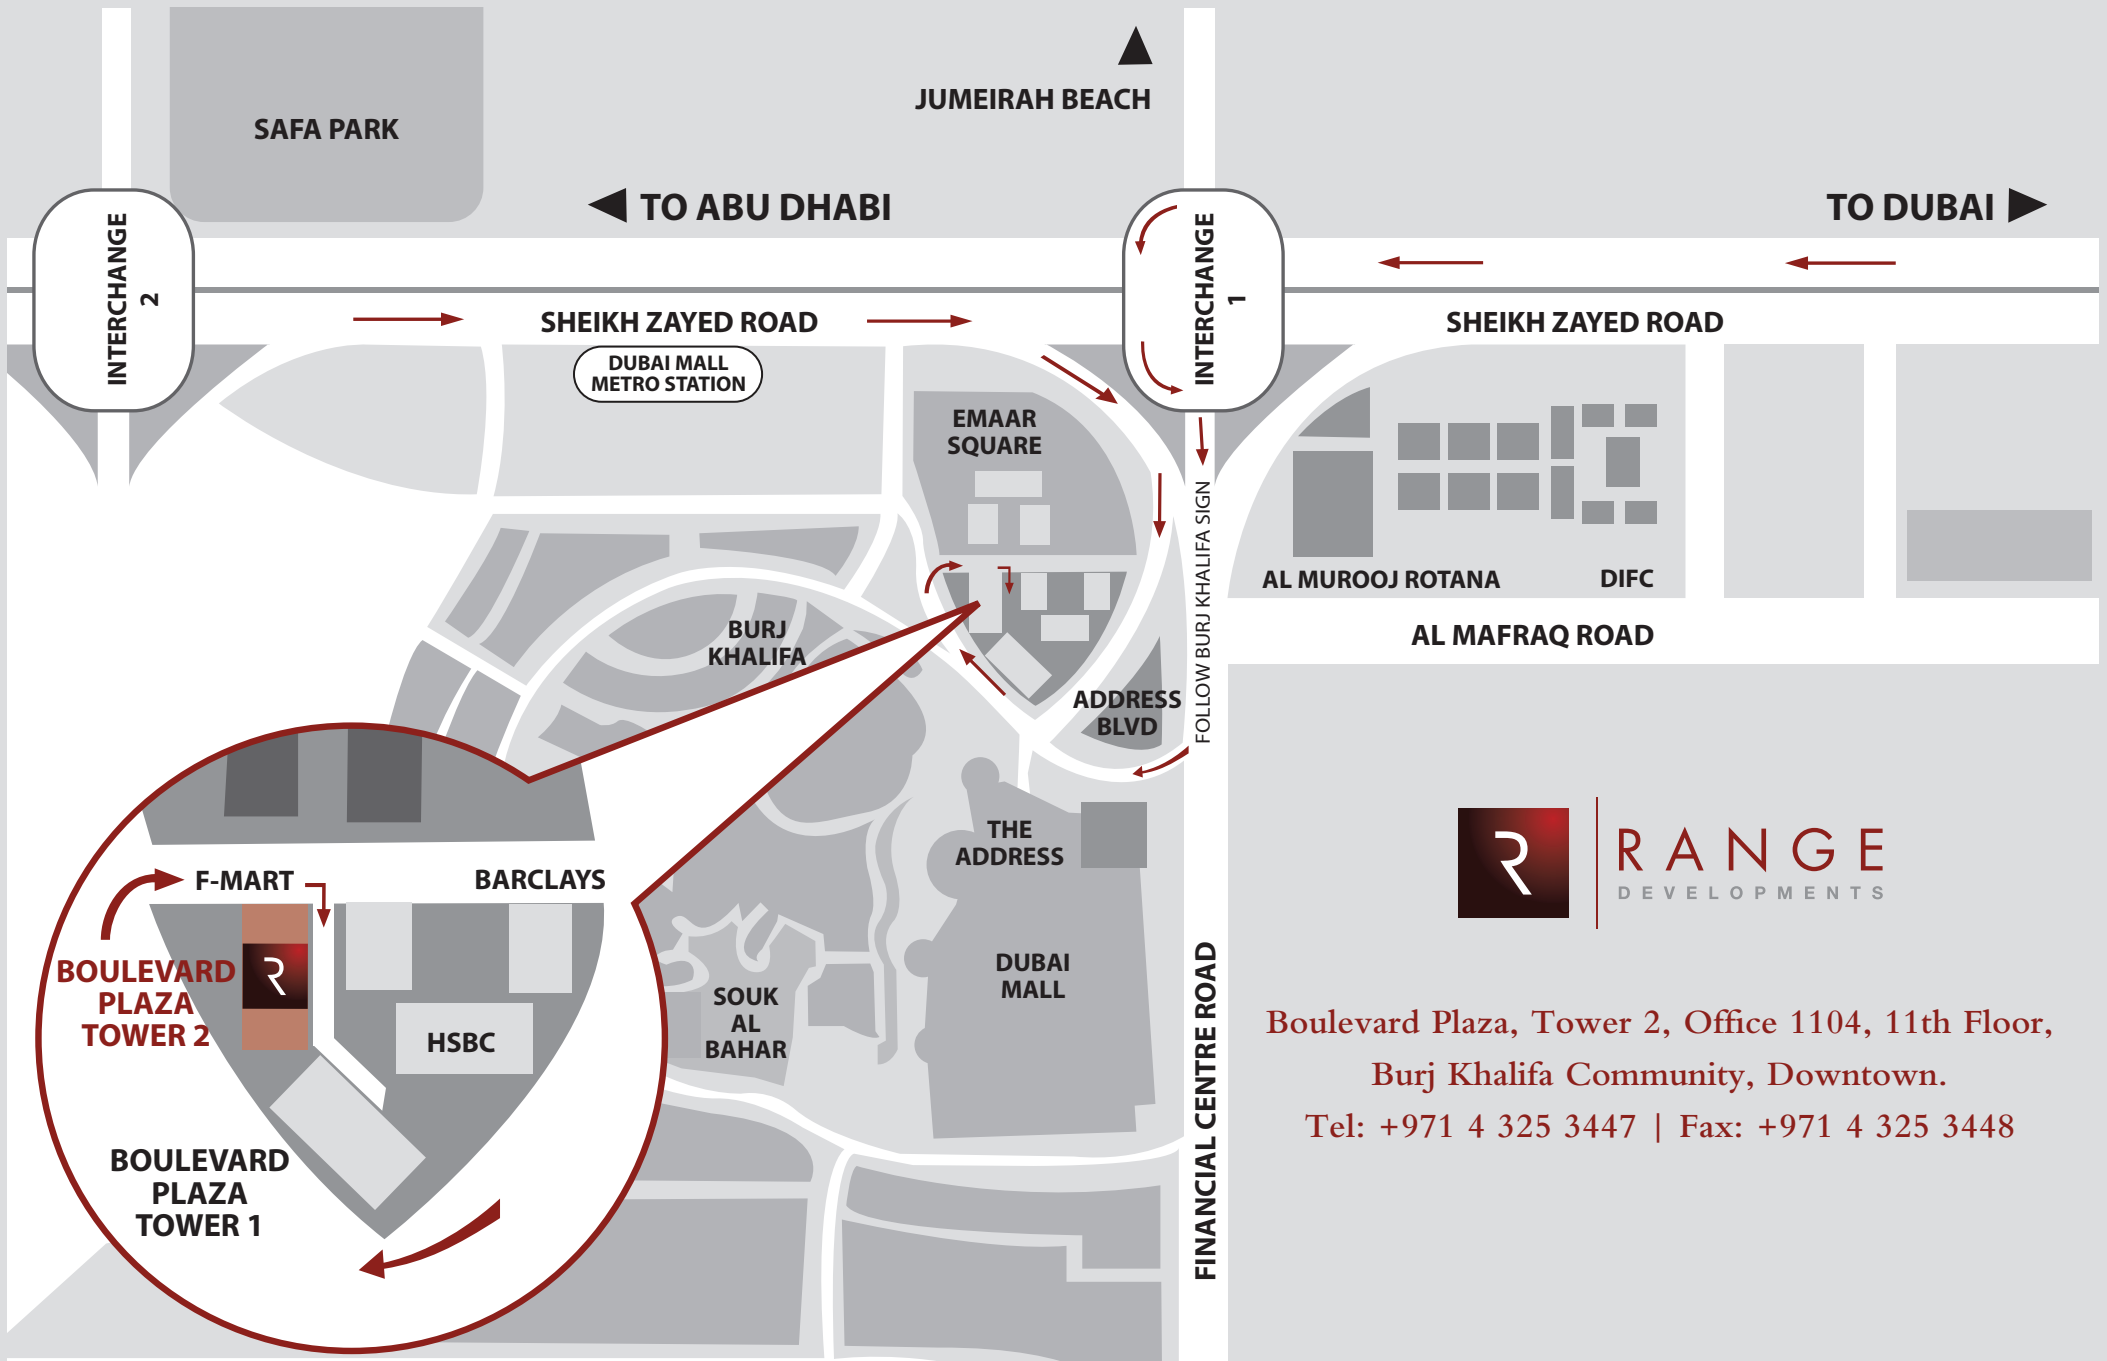 JUMEIRAH BEACH
SAFA PARK
TO ABU DHABI
TO DUBAI
INTERCHANGE
2
INTERCHANGE
1
SHEIKH ZAYED ROAD
SHEIKH ZAYED ROAD
DUBAI MALL
METRO STATION
EMAAR
SQUARE
FOLLOW BURJ KHALIFA SIGN
AL MUROOJ ROTANA
DIFC
AL MAFRAQ ROAD
BURJ
KHALIFA
ADDRESS
BLVD
THE
ADDRESS
R
RANGE
DEVELOPMENTS
F-MART
BARCLAYS
BOULEVARD
PLAZA
TOWER 2
R
HSBC
DUBAI
MALL
SOUK
AL
BAHAR
FINANCIAL CENTRE ROAD
Boulevard Plaza, Tower 2, Office 1104, 11th Floor,
Burj Khalifa Community, Downtown.
Tel: +971 4 325 3447 | Fax: +971 4 325 3448
BOULEVARD
PLAZA
TOWER 1